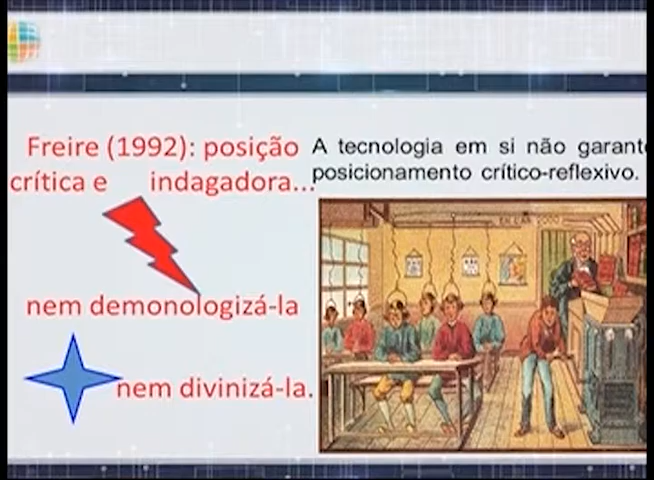 Freire (1992): posição
crítica e indagadora...
nem demonologizá-la
nem divinizá-la.
A tecnologia em si não garant
posicionamento crítico-reflexivo.